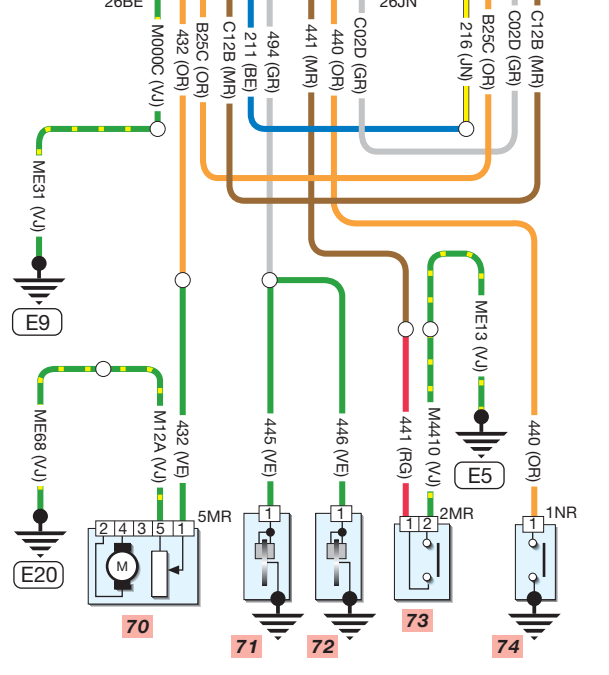 26BE
26JN
M000C (VJ)
432 (OR)
B25C (OR)
C12B (MR)
211 (BE)
494 (GR)
441 (MR)
440 (OR)
C02D (GR)
216 (JN)
B25C (OR)
C02D (GR)
C12B (MR)
ME31 (VJ)
E9
ME13 (VJ)
ME68 (VJ)
M12A (VJ)
432 (VE)
445 (VE)
446 (VE)
441 (RG)
M4410 (VJ)
440 (OR)
E5
5MR
2MR
1NR
2 4 3 5 1
1
1
1 2
1
M
E20
70
71
72
73
74